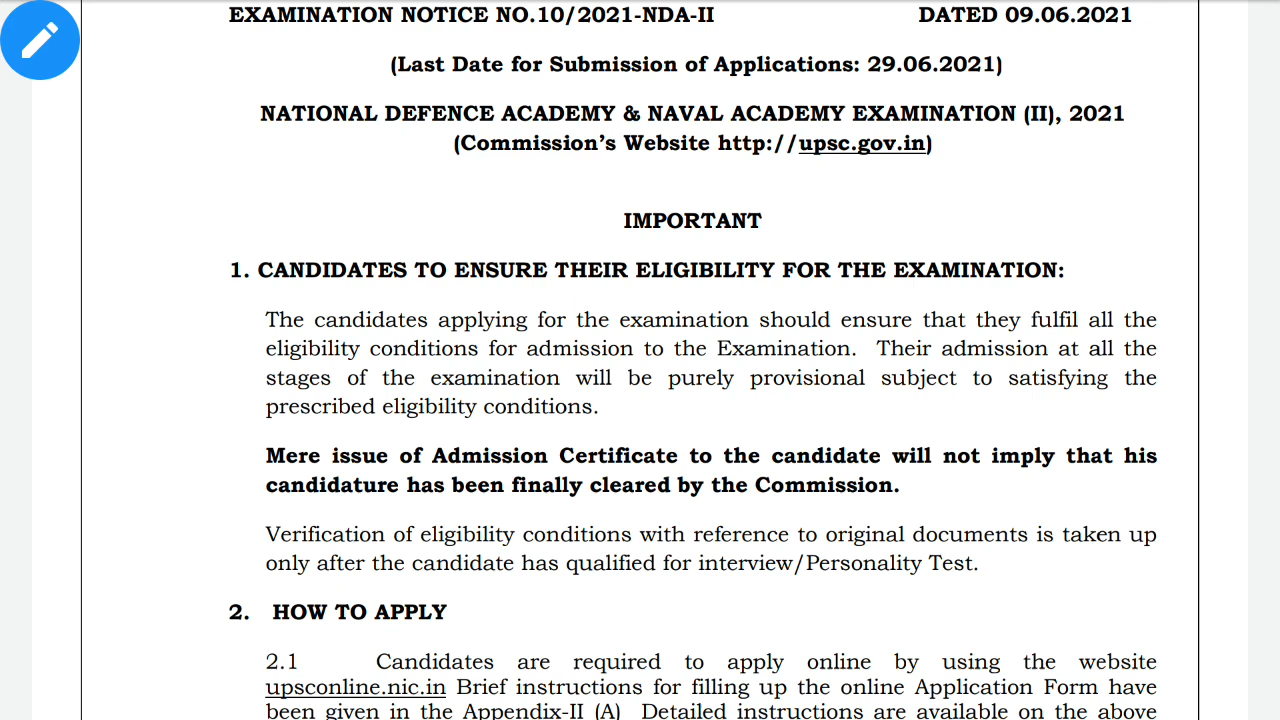 EXAMINATION NOTICE NO.10/2021-NDA-II DATED 09.06.2021
(Last Date for Submission of Applications: 29.06.2021)
NATIONAL DEFENCE ACADEMY & NAVAL ACADEMY EXAMINATION (II), 2021
(Commission's Website http://upsc.gov.in)
IMPORTANT
1. CANDIDATES TO ENSURE THEIR ELIGIBILITY FOR THE EXAMINATION:
The candidates applying for the examination should ensure that they fulfil all the
eligibility conditions for admission to the Examination. Their admission at all the
stages of the examination will be purely provisional subject to satisfying the
prescribed eligibility conditions.
Mere issue of Admission Certificate to the candidate will not imply that his
candidature has been finally cleared by the Commission.
Verification of eligibility conditions with reference to original documents is taken up
only after the candidate has qualified for interview/Personality Test.
2. HOW TO APPLY
2.1 Candidates are required to apply online by using the website
upsconline.nic.in Brief instructions for filling up the online Application Form have
been given in the Appendix-II (A) Detailed instructions are available on the above